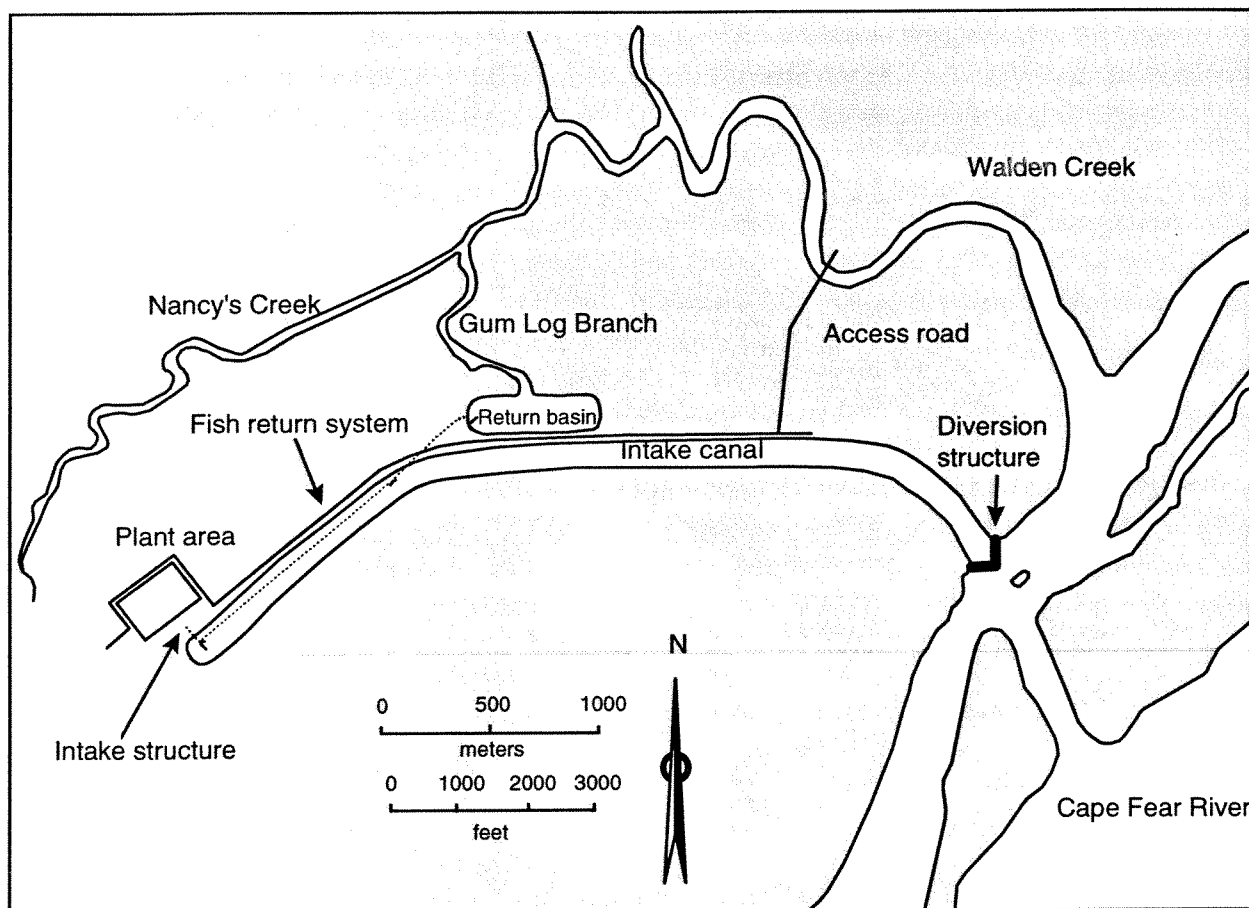 Walden Creek
Nancy's Creek
Gum Log Branch
Access road
Fish return system
Return basin
Diversion
structure
Intake canal
Plant area
Intake structure
N
0 500 1000
meters
0 1000 2000 3000
feet
Cape Fear River